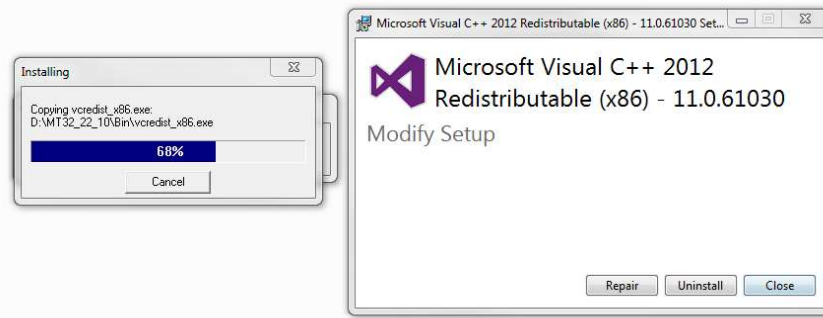 Installing
Copying vcredist_x86.exe:
D:\MT32_22_10\Bin\vcredist_x86.exe
68%
Cancel
Microsoft Visual C++ 2012 Redistributable (x86) - 11.0.61030 Set...
Microsoft Visual C++ 2012
Redistributable (x86) - 11.0.61030
Modify Setup
Repair Uninstall Close